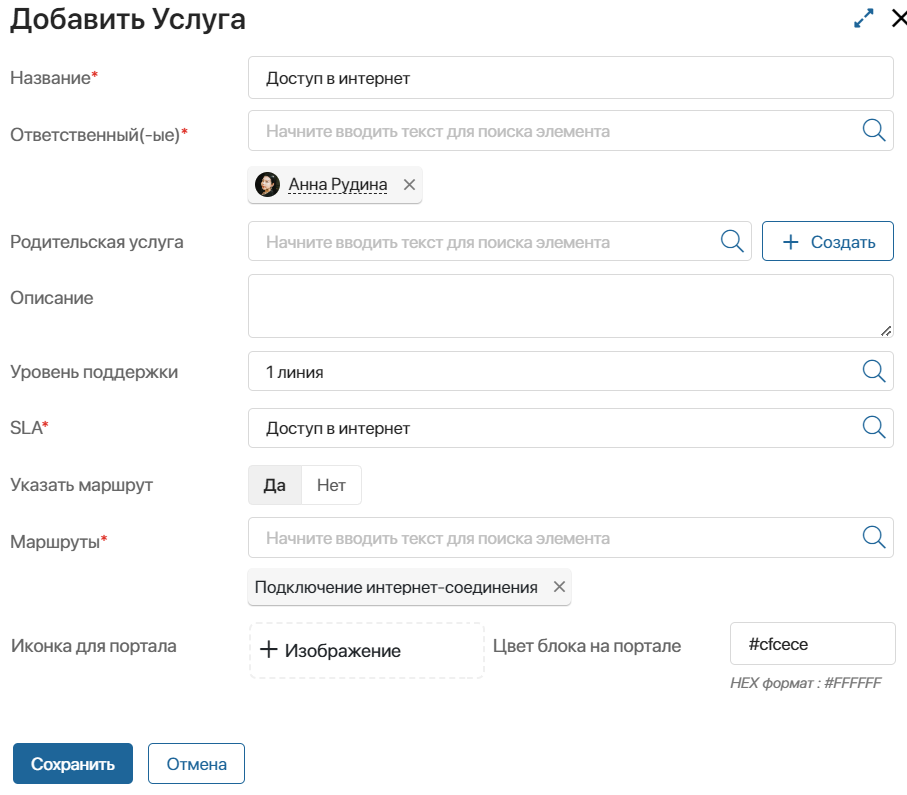 Добавить Услуга
Название*
Доступ в интернет
Ответственный(-ые)*
Начните вводить текст для поиска элемента
Анна Рудина
Родительская услуга
Начните вводить текст для поиска элемента
Создать
Описание
Уровень поддержки
1 линия
SLA*
Доступ в интернет
Указать маршрут
Да
Нет
Маршруты*
Начните вводить текст для поиска элемента
Подключение интернет-соединения
Иконка для портала
Изображение
Цвет блока на портале
#cfcece
HEX формат : #FFFFFF
Сохранить
Отмена